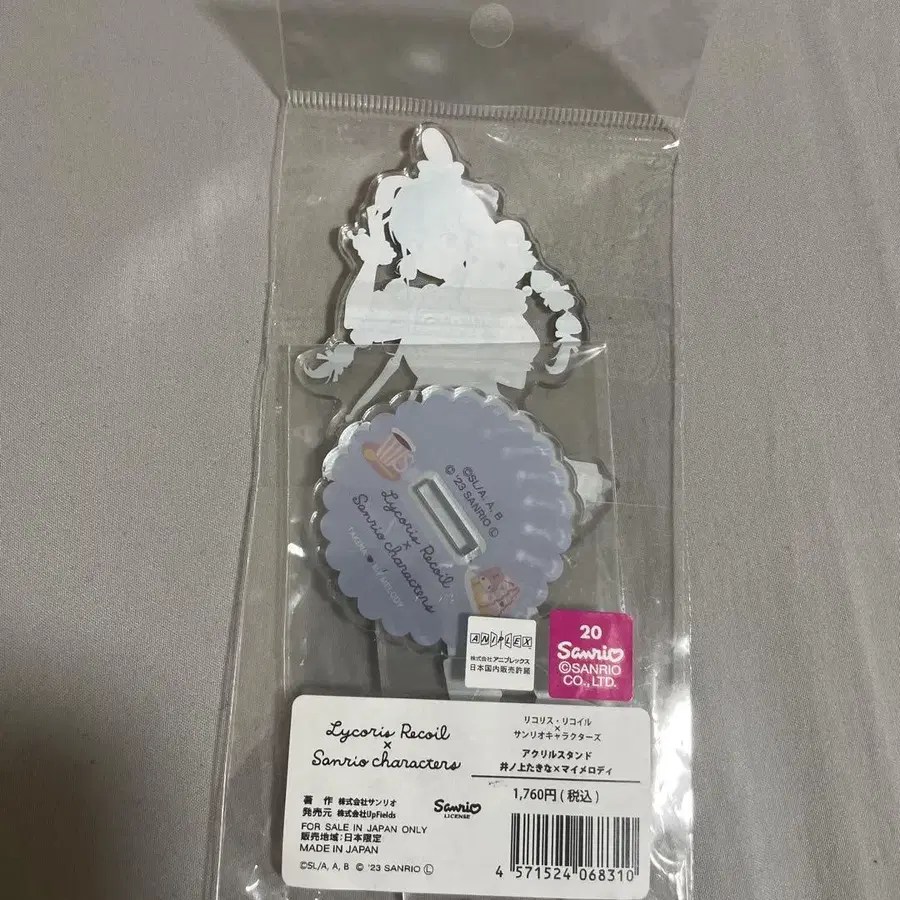 ©SL/A, A, B
© '23 SANRIO Ⓛ
Lycoris Recoil
×
Sanrio characters
TAKINA ♥ MY MELODY
ANIPLEX
株式会社アニプレックス
日本国内販売許諾
20
Sanrio
©SANRIO
CO., LTD.
Lycoris Recoil
×
Sanrio characters
リコリス・リコイル
×
サンリオキャラクターズ
アクリルスタンド
井ノ上たきな×マイメロディ
1,760円(税込)
著 作 株式会社サンリオ
発売元 株式会社UpFields
FOR SALE IN JAPAN ONLY
販売地域:日本限定
MADE IN JAPAN
©SL/A, A, B © '23 SANRIO Ⓛ
Sanrio
LICENSE
4 571524 068310